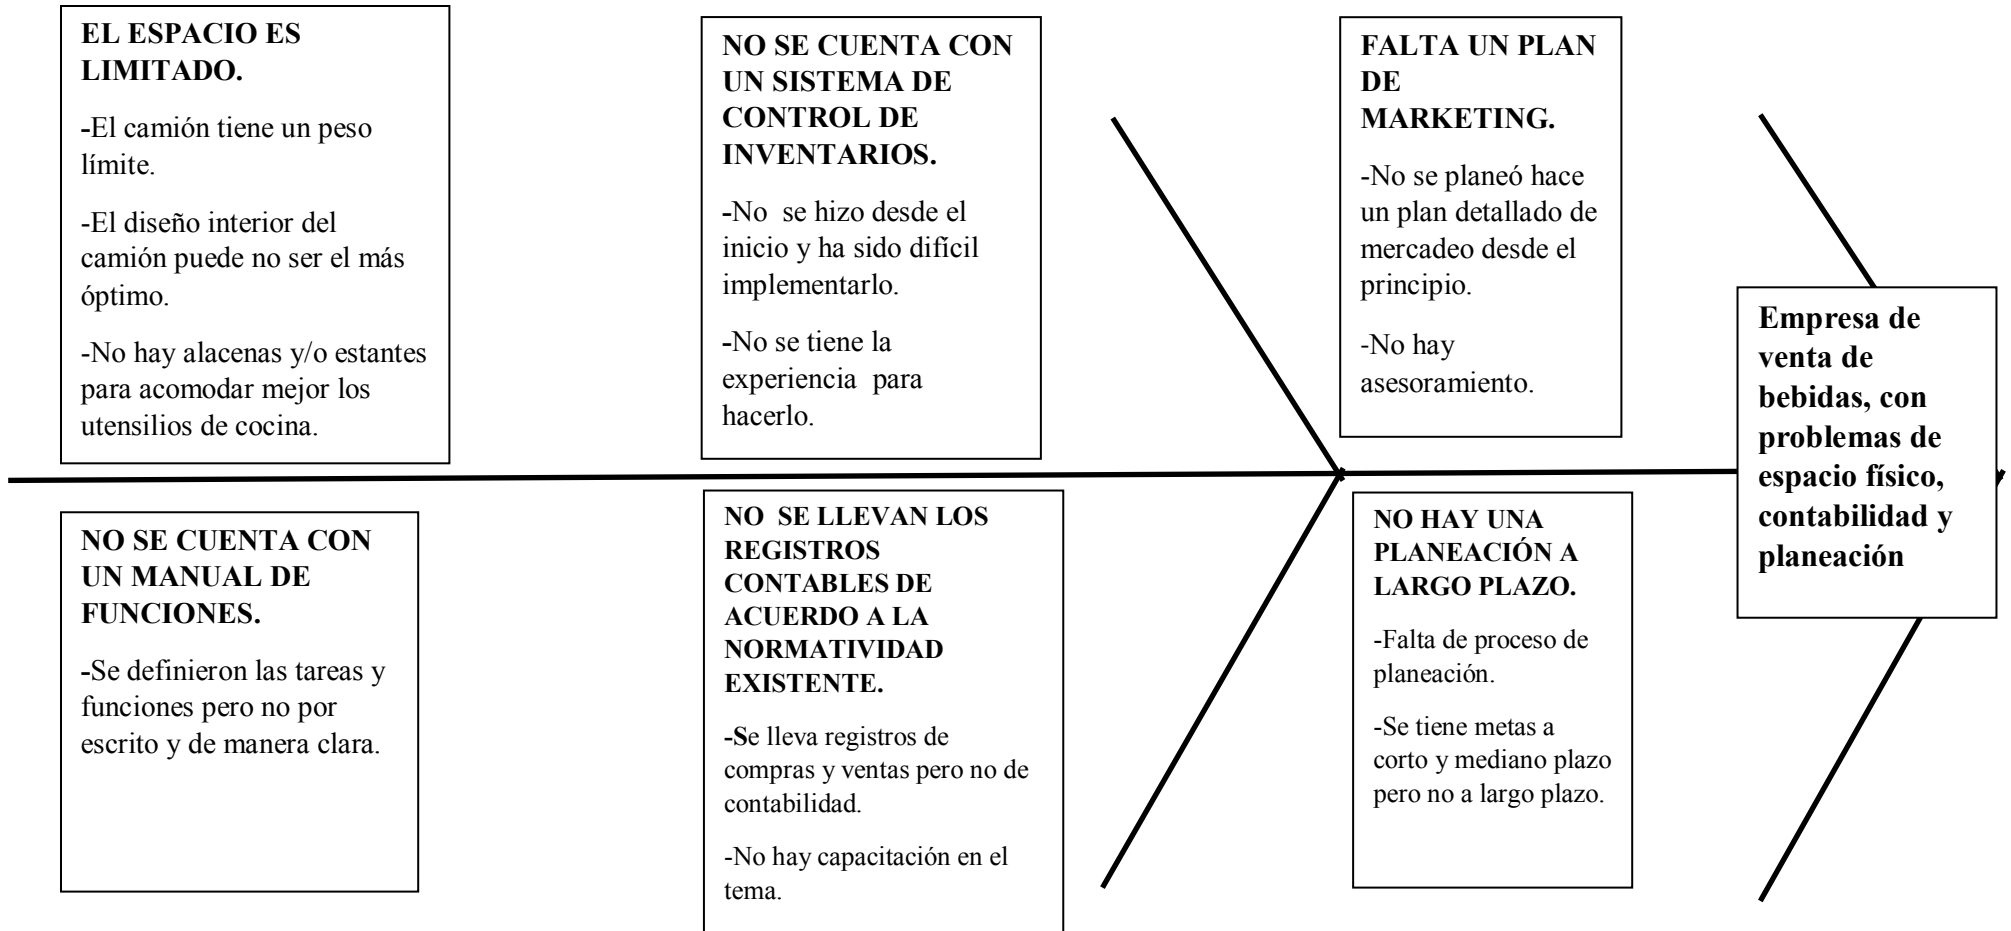 EL ESPACIO ES
LIMITADO.
-El camión tiene un peso
límite.
-El diseño interior del
camión puede no ser el más
óptimo.
-No hay alacenas y/o estantes
para acomodar mejor los
utensilios de cocina.
NO SE CUENTA CON
UN SISTEMA DE
CONTROL DE
INVENTARIOS.
-No se hizo desde el
inicio y ha sido difícil
implementarlo.
-No se tiene la
experiencia para
hacerlo.
FALTA UN PLAN
DE
MARKETING.
-No se planeó hace
un plan detallado de
mercadeo desde el
principio.
-No hay
asesoramiento.
Empresa de
venta de
bebidas, con
problemas de
espacio físico,
contabilidad y
planeación
NO SE CUENTA CON
UN MANUAL DE
FUNCIONES.
-Se definieron las tareas y
funciones pero no por
escrito y de manera clara.
NO SE LLEVAN LOS
REGISTROS
CONTABLES DE
ACUERDO A LA
NORMATIVIDAD
EXISTENTE.
-Se lleva registros de
compras y ventas pero no de
contabilidad.
-No hay capacitación en el
tema.
NO HAY UNA
PLANEACIÓN A
LARGO PLAZO.
-Falta de proceso de
planeación.
-Se tiene metas a
corto y mediano plazo
pero no a largo plazo.